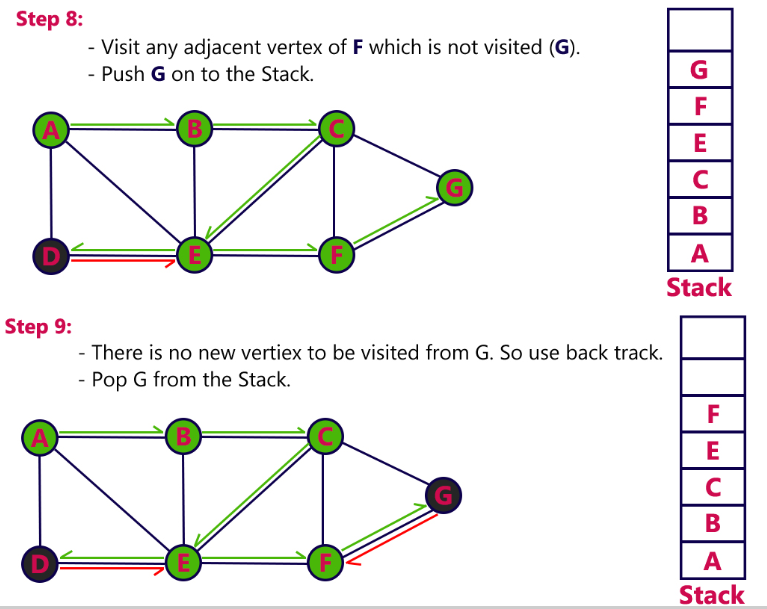 Step 8:
- Visit any adjacent vertex of F which is not visited (G).
- Push G on to the Stack.
A
B
C
G
D
E
F
G
F
E
C
B
A
Stack
Step 9:
- There is no new vertiex to be visited from G. So use back track.
- Pop G from the Stack.
A
B
C
G
D
E
F
F
E
C
B
A
Stack